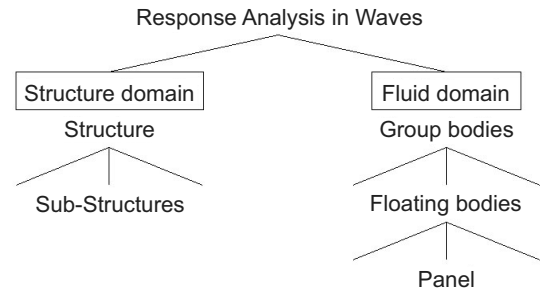 Response Analysis in Waves
Structure domain
Fluid domain
Structure
Group bodies
Sub-Structures
Floating bodies
Panel